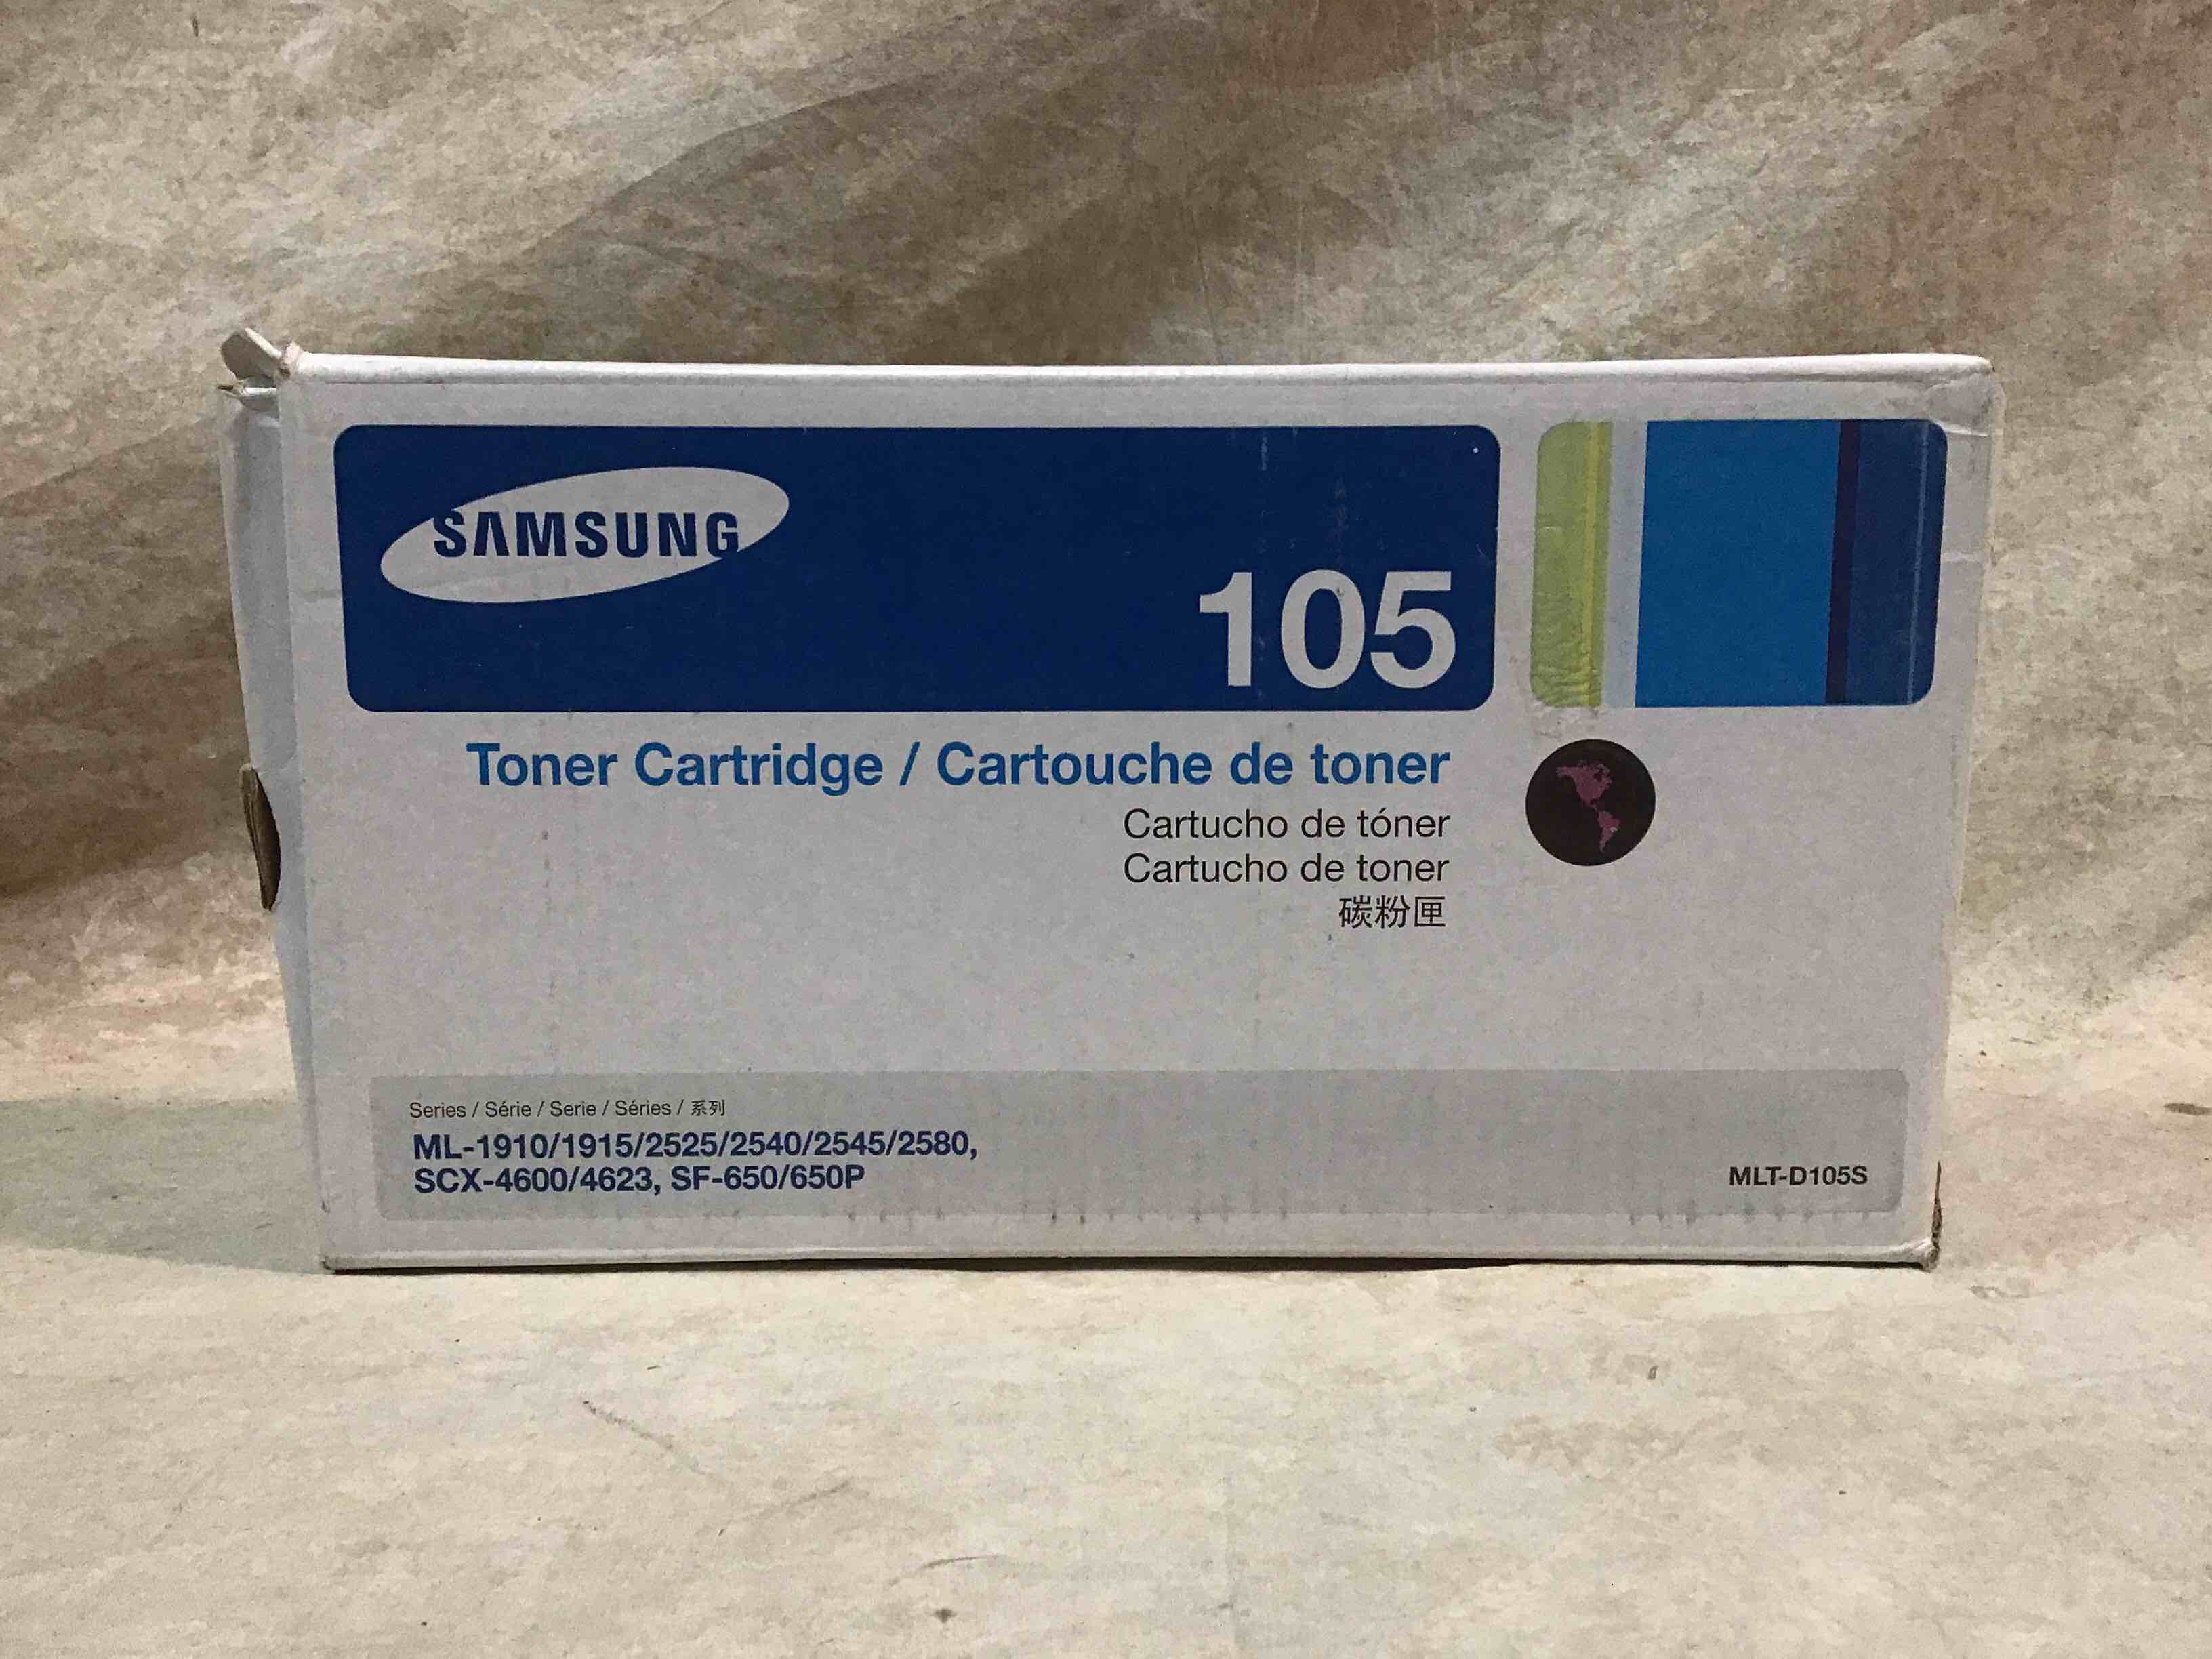 SAMSUNG
105
Toner Cartridge / Cartouche de toner
Cartucho de tóner
Cartucho de toner
碳粉匣
Series / Série / Serie / Séries / 系列
ML-1910/1915/2525/2540/2545/2580,
SCX-4600/4623, SF-650/650P
MLT-D105S